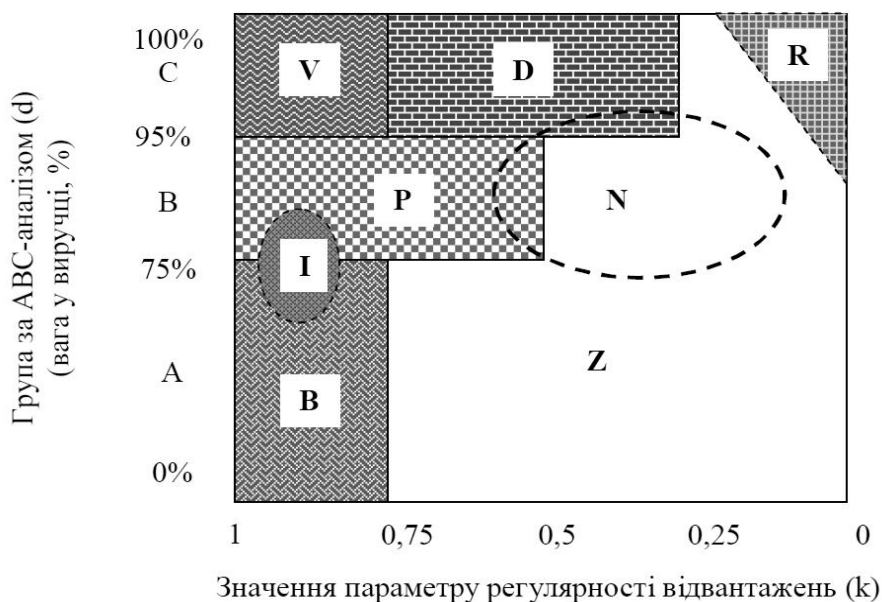 Група за АВС-аналізом (d)
(вага у виручці, %)
100%
C
95%
B
75%
A
0%
V
D
R
P
N
I
Z
B
1
0,75
0,5
0,25
0
Значення параметру регулярності відвантажень (k)